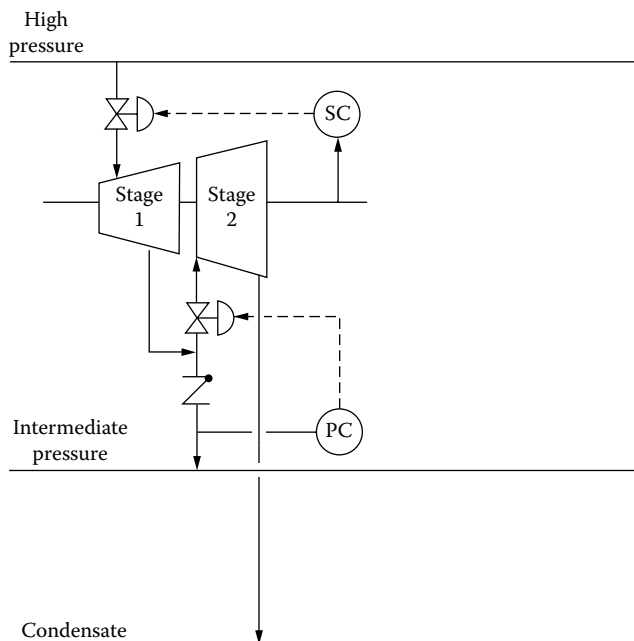 High
pressure
SC
Stage
1
Stage
2
Intermediate
pressure
PC
Condensate